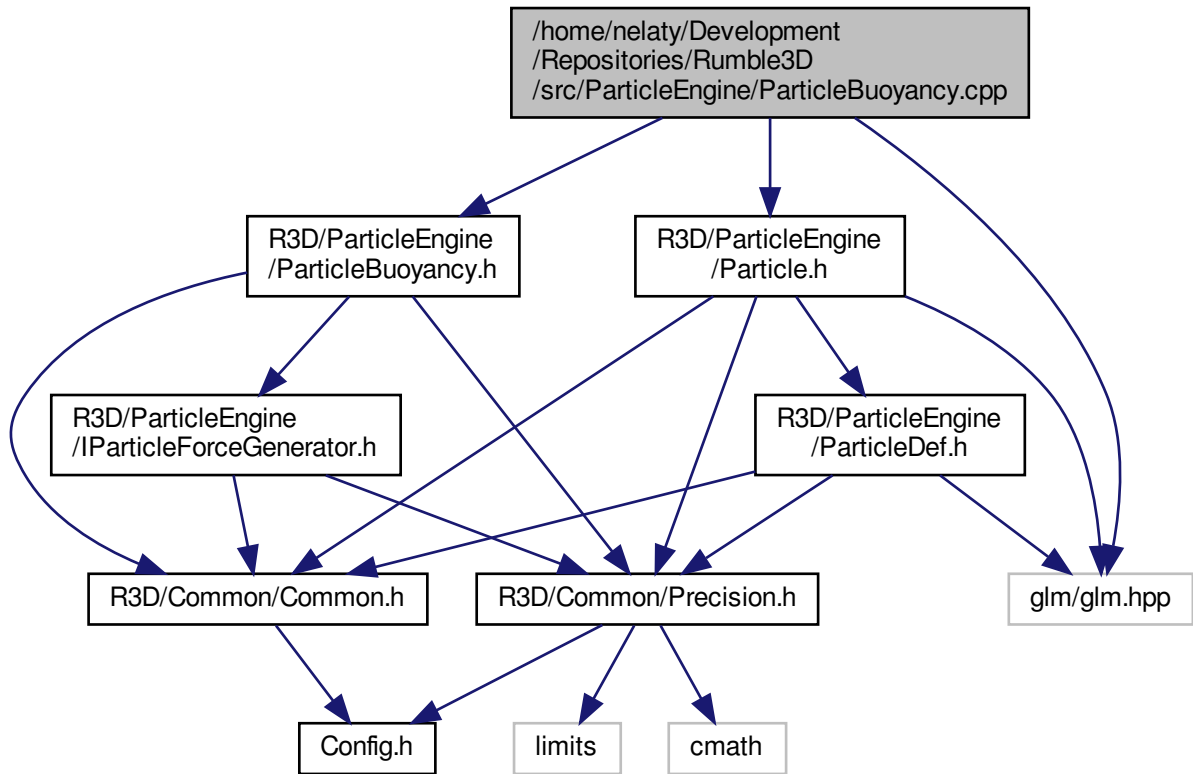 /home/nelaty/Development
/Repositories/Rumble3D
/src/ParticleEngine/ParticleBuoyancy.cpp
R3D/ParticleEngine
/ParticleBuoyancy.h
R3D/ParticleEngine
/Particle.h
R3D/ParticleEngine
/IParticleForceGenerator.h
R3D/ParticleEngine
/ParticleDef.h
R3D/Common/Common.h
R3D/Common/Precision.h
glm/glm.hpp
Config.h
limits
cmath